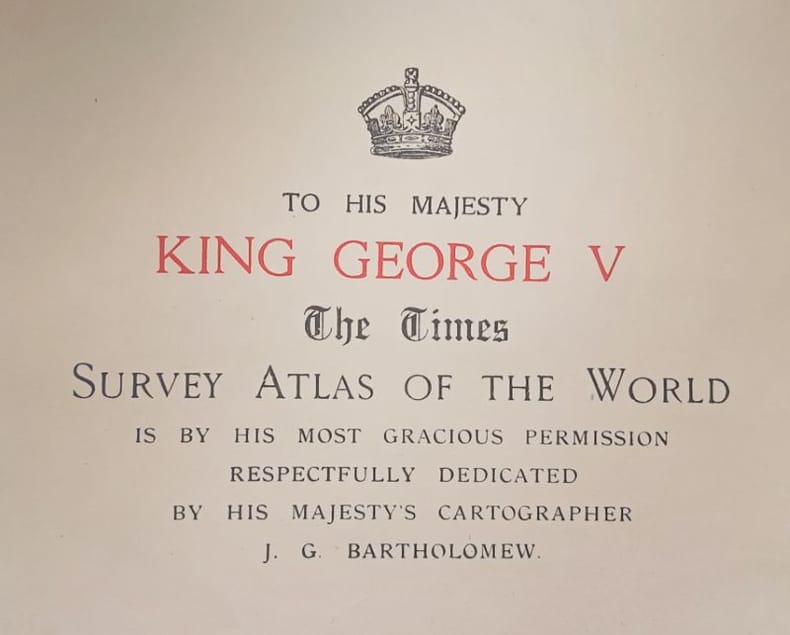 TO HIS MAJESTY
KING GEORGE V
The Times
SURVEY ATLAS OF THE WORLD
IS BY HIS MOST GRACIOUS PERMISSION
RESPECTFULLY DEDICATED
BY HIS MAJESTY'S CARTOGRAPHER
J. G. BARTHOLOMEW.